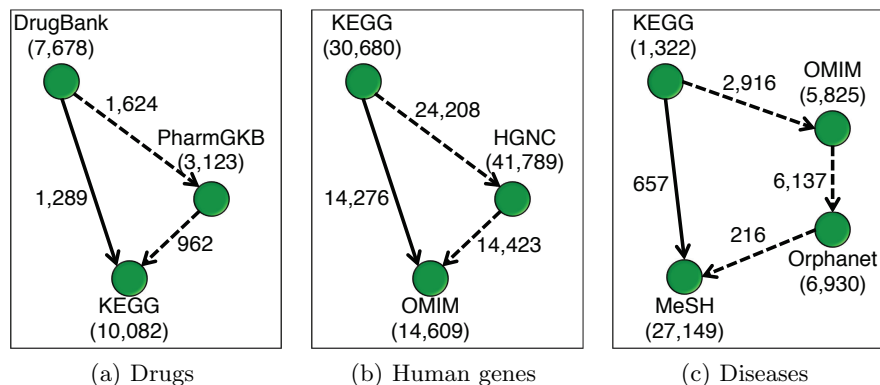 DrugBank
(7,678)
1,624
PharmGKB
(3,123)
1,289
962
KEGG
(10,082)
(a) Drugs
KEGG
(30,680)
24,208
HGNC
(41,789)
14,276
14,423
OMIM
(14,609)
(b) Human genes
KEGG
(1,322)
2,916
OMIM
(5,825)
657
6,137
216
Orphanet
(6,930)
MeSH
(27,149)
(c) Diseases